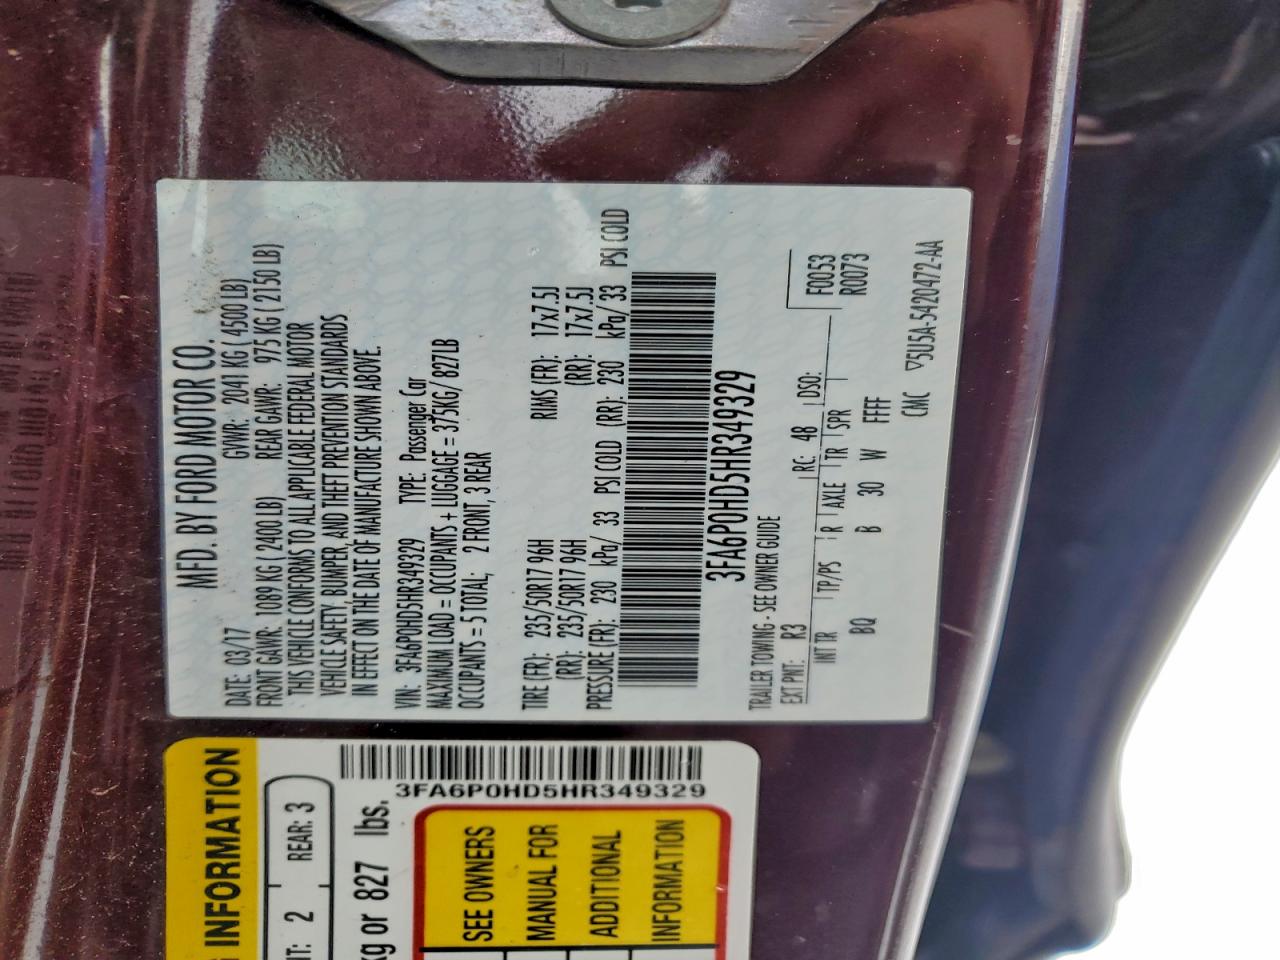 MFD. BY FORD MOTOR CO.
DATE: 03/17 GVWR: 2041 KG ( 4500 LB)
FRONT GAWR: 1089 KG ( 2400 LB) REAR GAWR: 975 KG ( 2150 LB)
THIS VEHICLE CONFORMS TO ALL APPLICABLE FEDERAL MOTOR
VEHICLE SAFETY, BUMPER, AND THEFT PREVENTION STANDARDS
IN EFFECT ON THE DATE OF MANUFACTURE SHOWN ABOVE.
VIN: 3FA6P0HD5HR349329 TYPE: Passenger Car
MAXIMUM LOAD = OCCUPANTS + LUGGAGE = 375KG/ 827LB
OCCUPANTS = 5 TOTAL; 2 FRONT, 3 REAR
TIRE (FR): 235/50R17 96H RIMS (FR): 17x7.5J
(RR): 235/50R17 96H (RR): 17x7.5J
PRESSURE (FR): 230 kPa/ 33 PSI COLD (RR): 230 kPa/ 33 PSI COLD
3FA6P0HD5HR349329
TRAILER TOWING - SEE OWNER GUIDE
F0053
R0073
EXT PNT: R3 RC: 48 DSO:
INT TR TP/PS R AXLE TR SPR
BQ B 30 W FFFF
CMC ▽5U5A-5420472-AA
INFORMATION
2 REAR: 3
kg or 827 lbs.
3FA6P0HD5HR349329
SEE OWNERS
MANUAL FOR
ADDITIONAL
INFORMATION